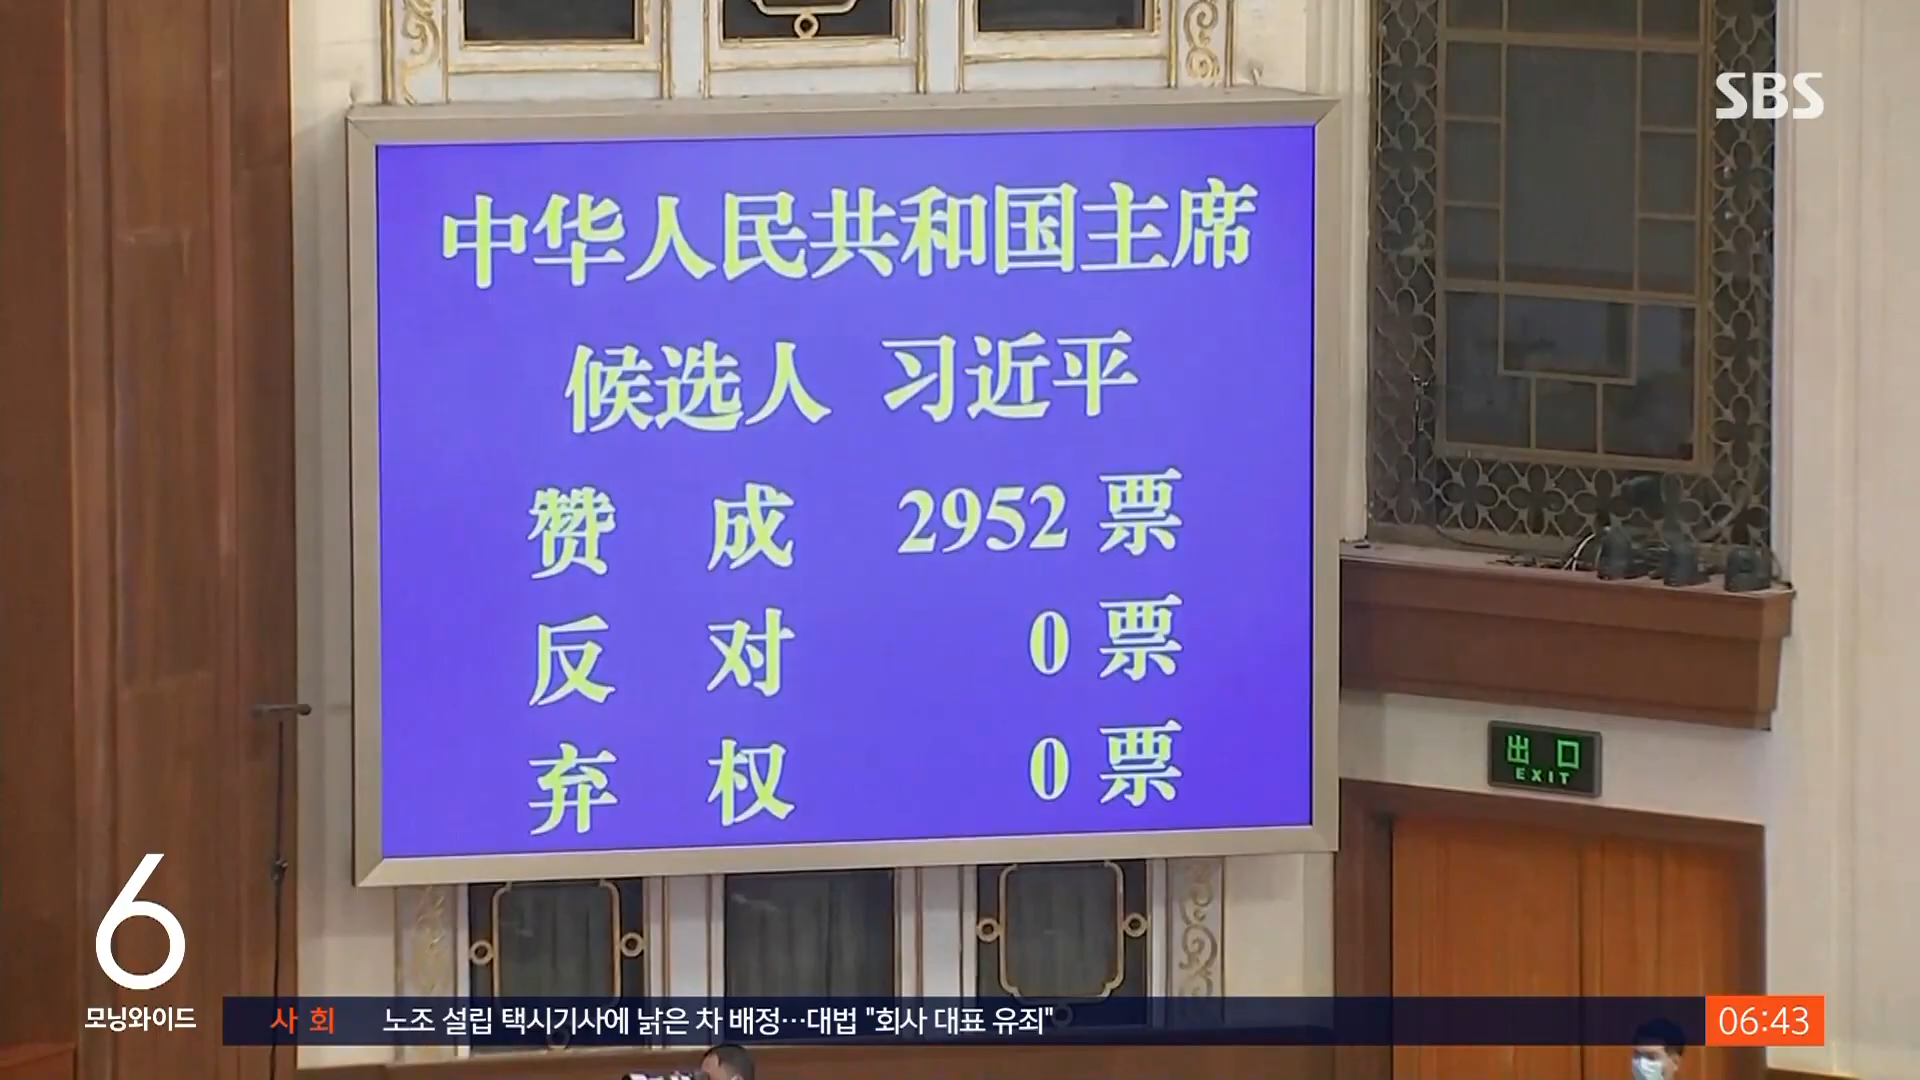 SBS
中华人民共和国主席
候选人 习近平
赞 成 2952 票
反 对 0 票
弃 权 0 票
出 口
EXIT
6
모닝와이드
사 회 노조 설립 택시기사에 낡은 차 배정…대법 "회사 대표 유죄"
06:43